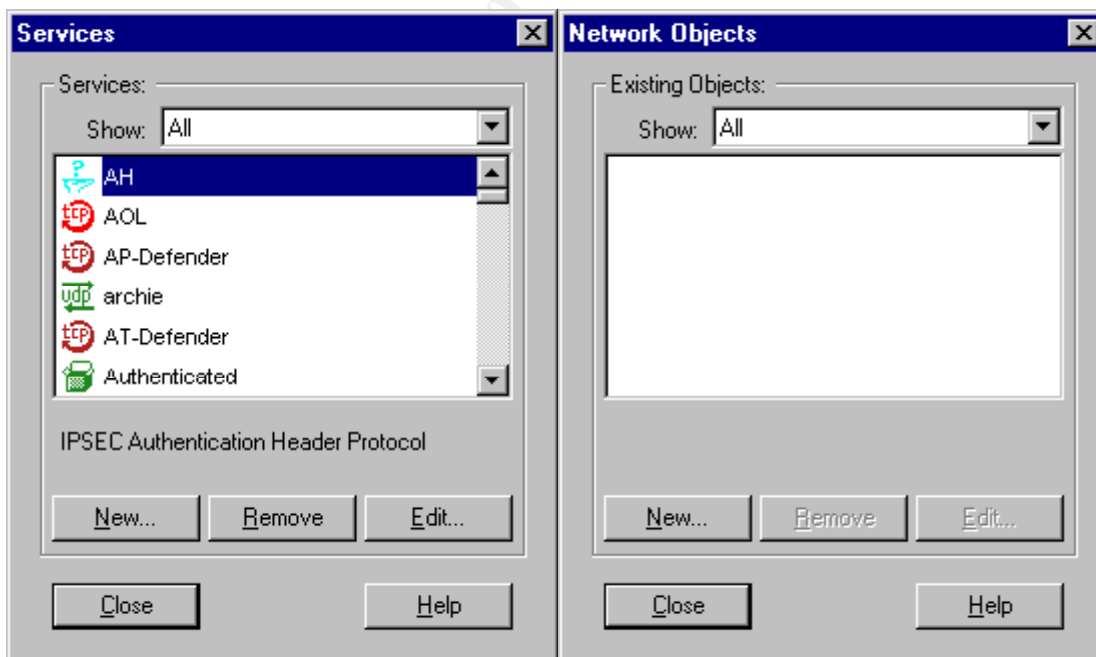 Services
Services:
Show: All
AH
AOL
AP-Defender
archie
AT-Defender
Authenticated
IPSEC Authentication Header Protocol
New...
Remove
Edit...
Close
Help
Network Objects
Existing Objects:
Show: All
New...
Remove
Edit...
Close
Help